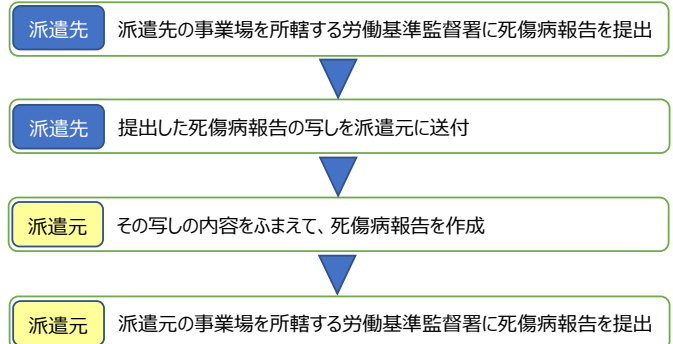 派遣先 派遣先の事業場を所轄する労働基準監督署に死傷病報告を提出
派遣先 提出した死傷病報告の写しを派遣元に送付
派遣元 その写しの内容をふまえて、死傷病報告を作成
派遣元 派遣元の事業場を所轄する労働基準監督署に死傷病報告を提出